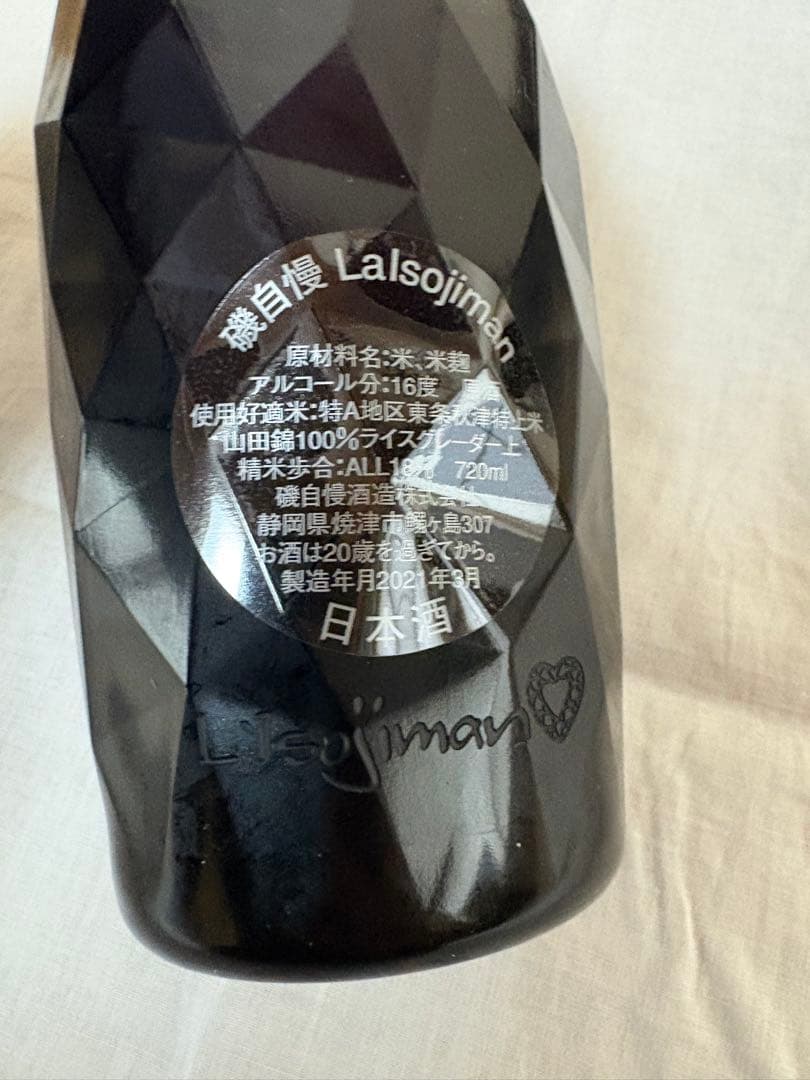 磯自慢 LaIsojiman
原材料名:米、米麹
アルコール分:16度
使用好適米:特A地区東条秋津特上米
山田錦100%ライスグレーダー上
精米歩合:ALL18% 720ml
磯自慢酒造株式会社
静岡県焼津市鰯ヶ島307
お酒は20歳を過ぎてから。
製造年月2021年3月
日本酒
Isojiman